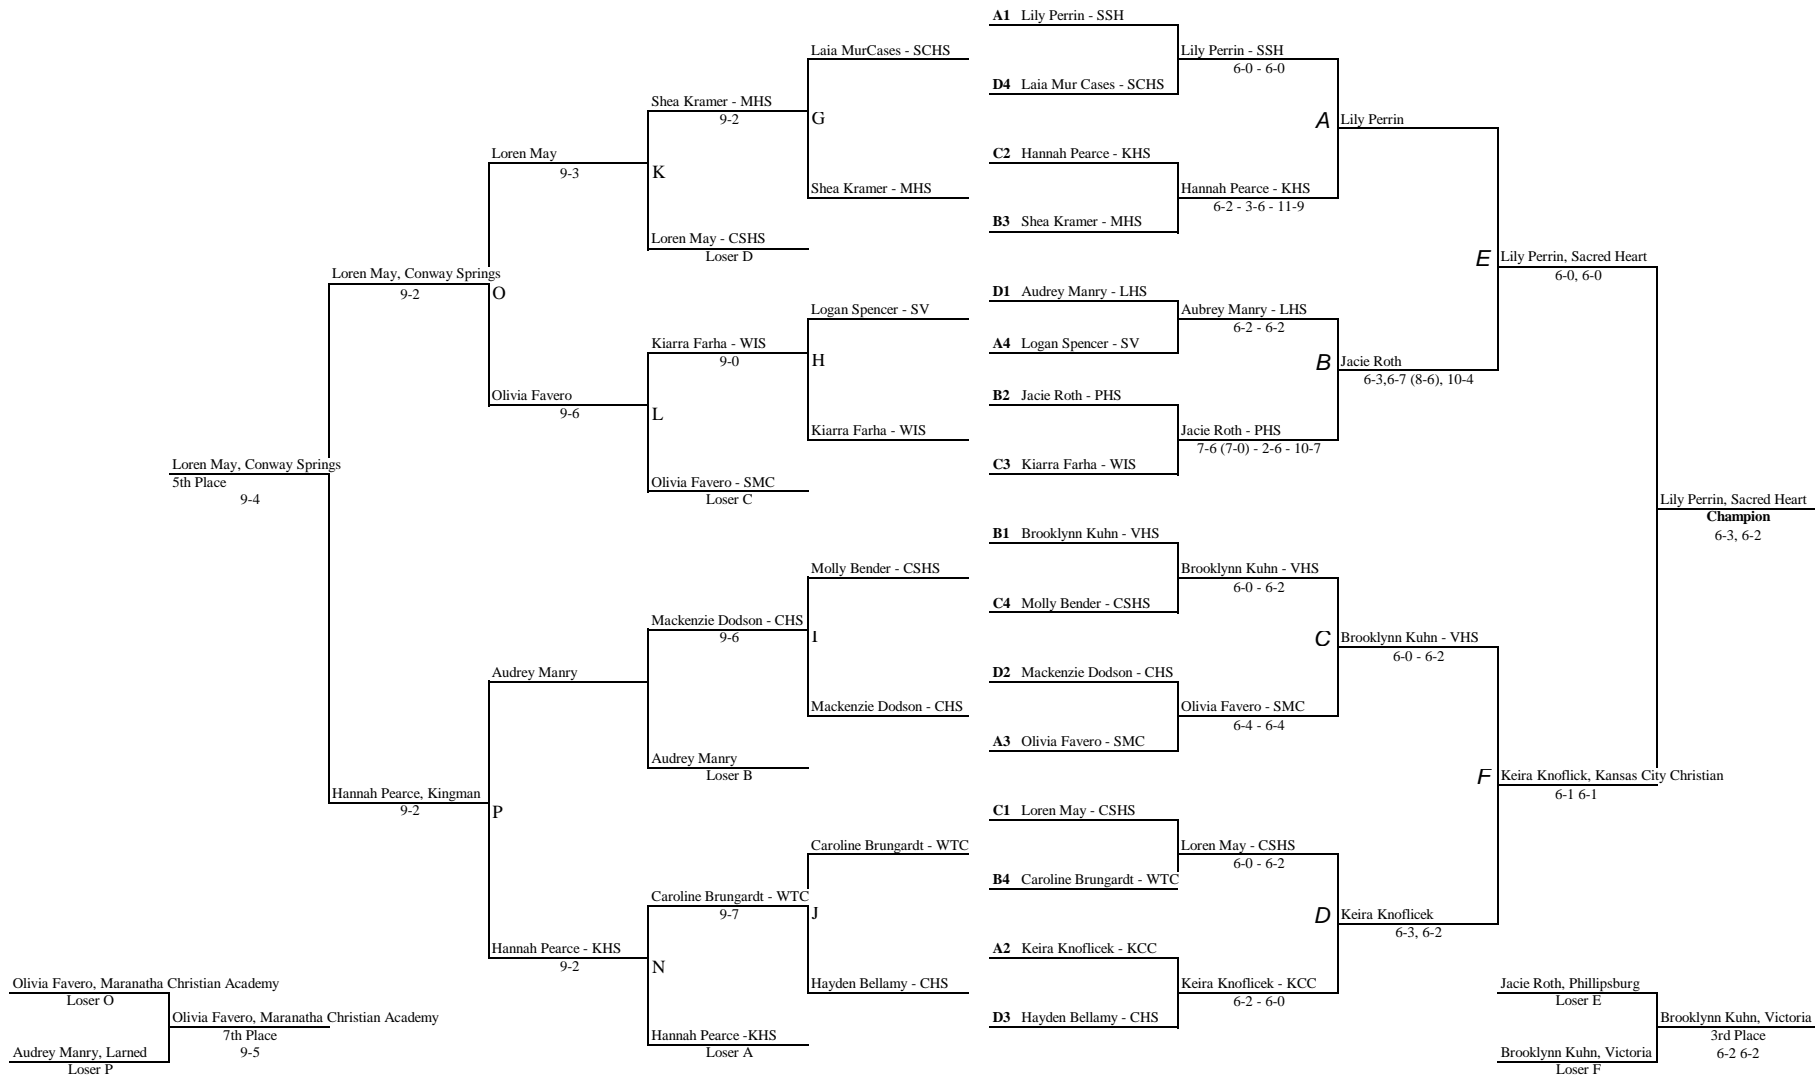 A1 Lily Perrin - SSH
Laia MurCases - SCHS
Lily Perrin - SSH
6-0 - 6-0
D4 Laia Mur Cases - SCHS
Shea Kramer - MHS
9-2
G
A
Lily Perrin
Loren May
9-3
C2 Hannah Pearce - KHS
K
Shea Kramer - MHS
Hannah Pearce - KHS
6-2 - 3-6 - 11-9
B3 Shea Kramer - MHS
Loren May - CSHS
Loser D
E
Lily Perrin, Sacred Heart
6-0, 6-0
Loren May, Conway Springs
9-2
O
D1 Audrey Manry - LHS
Logan Spencer - SV
Aubrey Manry - LHS
6-2 - 6-2
Kiarra Farha - WIS
9-0
A4 Logan Spencer - SV
H
B
Jacie Roth
6-3,6-7 (8-6), 10-4
Olivia Favero
9-6
B2 Jacie Roth - PHS
L
Kiarra Farha - WIS
Jacie Roth - PHS
7-6 (7-0) - 2-6 - 10-7
Loren May, Conway Springs
5th Place
9-4
C3 Kiarra Farha - WIS
Olivia Favero - SMC
Loser C
Lily Perrin, Sacred Heart
Champion
6-3, 6-2
B1 Brooklynn Kuhn - VHS
Molly Bender - CSHS
Brooklynn Kuhn - VHS
6-0 - 6-2
C4 Molly Bender - CSHS
Mackenzie Dodson - CHS
9-6
I
C
Brooklynn Kuhn - VHS
6-0 - 6-2
Audrey Manry
D2 Mackenzie Dodson - CHS
Mackenzie Dodson - CHS
Olivia Favero - SMC
6-4 - 6-4
A3 Olivia Favero - SMC
Audrey Manry
Loser B
F
Keira Knoflick, Kansas City Christian
6-1 6-1
Hannah Pearce, Kingman
9-2
P
C1 Loren May - CSHS
Caroline Brungardt - WTC
Loren May - CSHS
6-0 - 6-2
B4 Caroline Brungardt - WTC
Caroline Brungardt - WTC
9-7
J
D
Keira Knoflicek
6-3, 6-2
Hannah Pearce - KHS
9-2
A2 Keira Knoflicek - KCC
N
Hayden Bellamy - CHS
Keira Knoflicek - KCC
6-2 - 6-0
Olivia Favero, Maranatha Christian Academy
Loser O
Jacie Roth, Phillipsburg
Loser E
D3 Hayden Bellamy - CHS
Olivia Favero, Maranatha Christian Academy
7th Place
9-5
Brooklynn Kuhn, Victoria
3rd Place
6-2 6-2
Hannah Pearce -KHS
Loser A
Audrey Manry, Larned
Loser P
Brooklynn Kuhn, Victoria
Loser F